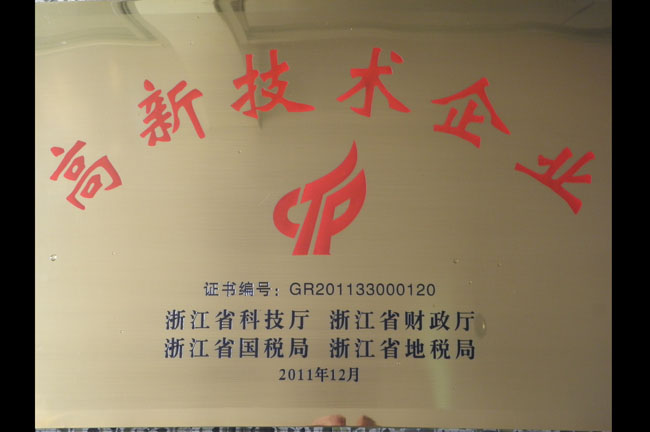 高新技术企业
证书编号：GR201133000120
浙江省科技厅 浙江省财政厅
浙江省国税局 浙江省地税局
2011年12月